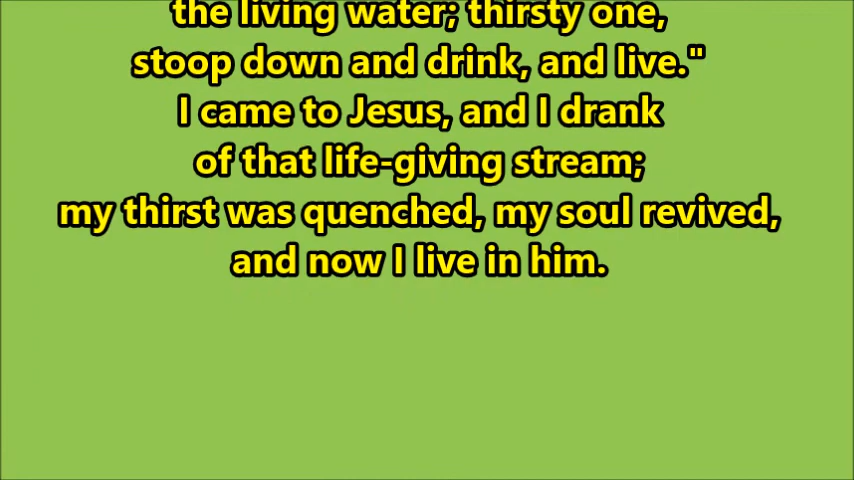 the living water; thirsty one,
stoop down and drink, and live."
I came to Jesus, and I drank
of that life-giving stream;
my thirst was quenched, my soul revived,
and now I live in him.